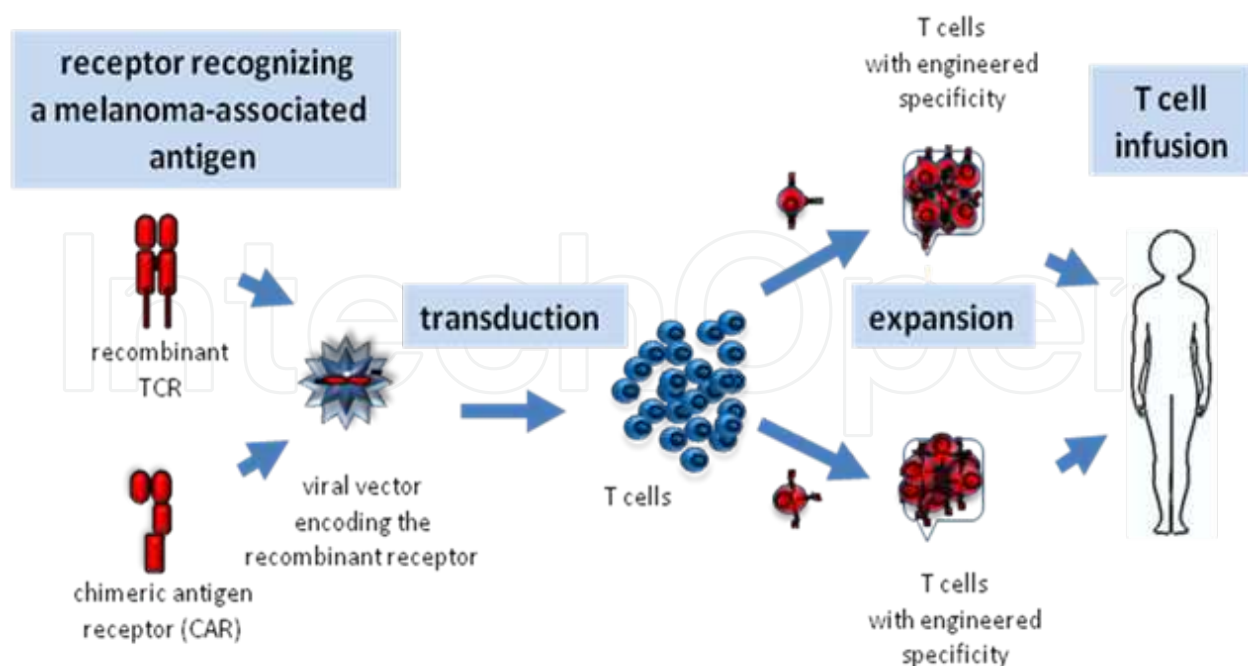 receptor recognizing
a melanoma-associated
antigen
recombinant
TCR
chimeric antigen
receptor (CAR)
viral vector
encoding the
recombinant receptor
transduction
T cells
T cells
with engineered
specificity
expansion
T cells
with engineered
specificity
T cell
infusion
IntechOpen